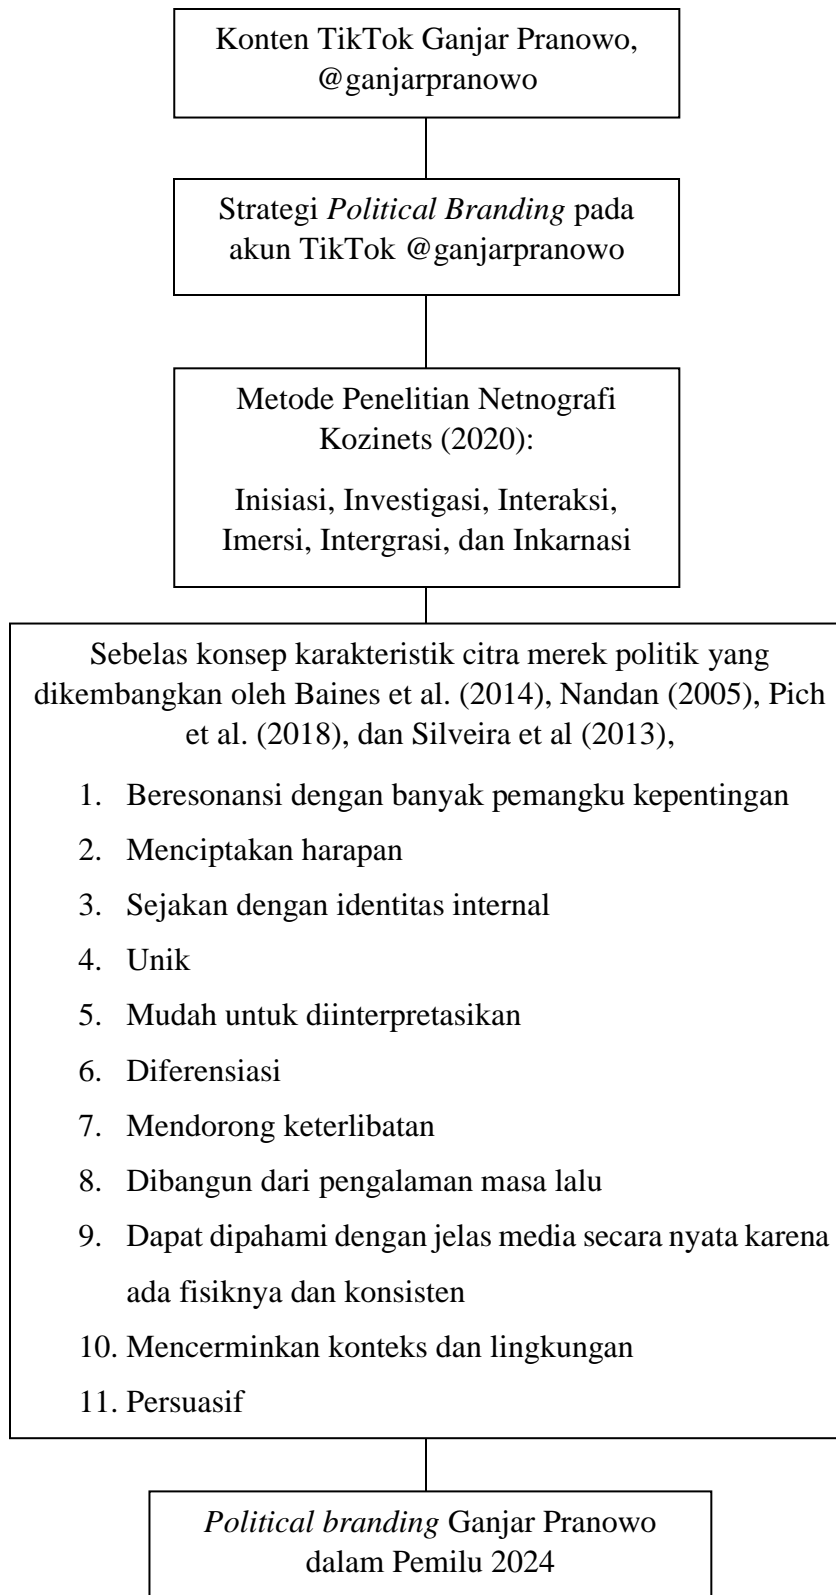 Konten TikTok Ganjar Pranowo,
@ganjarpranowo
Strategi Political Branding pada
akun TikTok @ganjarpranowo
Metode Penelitian Netnografi
Kozinets (2020):
Inisiasi, Investigasi, Interaksi,
Imersi, Intergrasi, dan Inkarnasi
Sebelas konsep karakteristik citra merek politik yang
dikembangkan oleh Baines et al. (2014), Nandan (2005), Pich
et al. (2018), dan Silveira et al (2013),
1. Beresonansi dengan banyak pemangku kepentingan
2. Menciptakan harapan
3. Sejakan dengan identitas internal
4. Unik
5. Mudah untuk diinterpretasikan
6. Diferensiasi
7. Mendorong keterlibatan
8. Dibangun dari pengalaman masa lalu
9. Dapat dipahami dengan jelas media secara nyata karena
ada fisiknya dan konsisten
10. Mencerminkan konteks dan lingkungan
11. Persuasif
Political branding Ganjar Pranowo
dalam Pemilu 2024